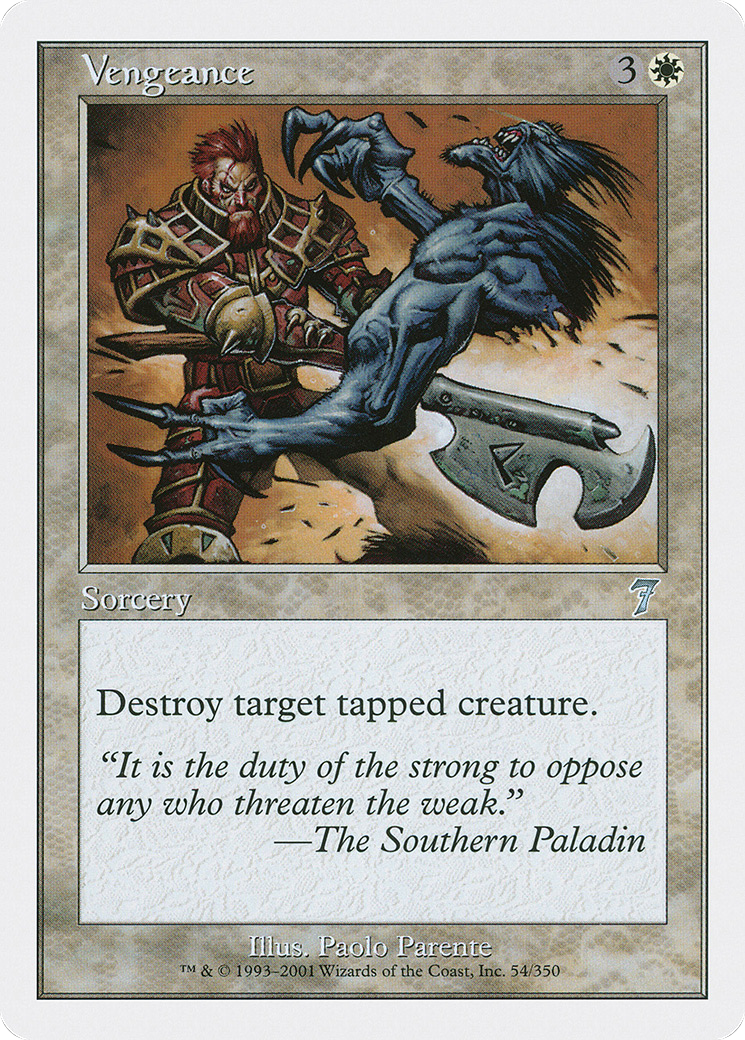 Vengeance 3
Sorcery 7
Destroy target tapped creature.
“It is the duty of the strong to oppose
any who threaten the weak.”
—The Southern Paladin
Illus. Paolo Parente
™ & © 1993–2001 Wizards of the Coast, Inc. 54/350